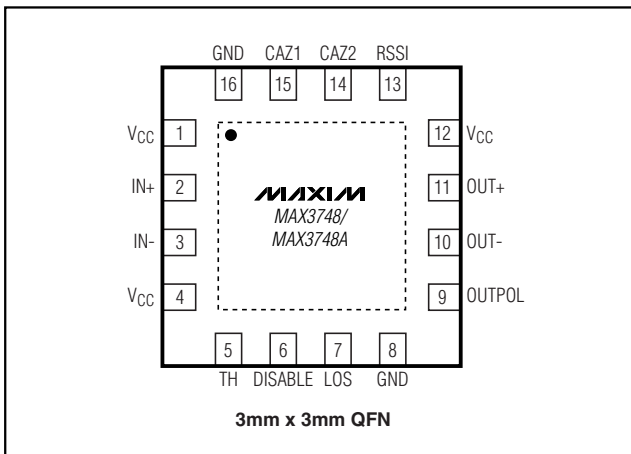 GND CAZ1 CAZ2 RSSI
16 15 14 13
VCC 1 12 VCC
IN+ 2 11 OUT+
MAXIM
MAX3748/
MAX3748A
IN- 3 10 OUT-
VCC 4 9 OUTPOL
5 6 7 8
TH DISABLE LOS GND
3mm x 3mm QFN